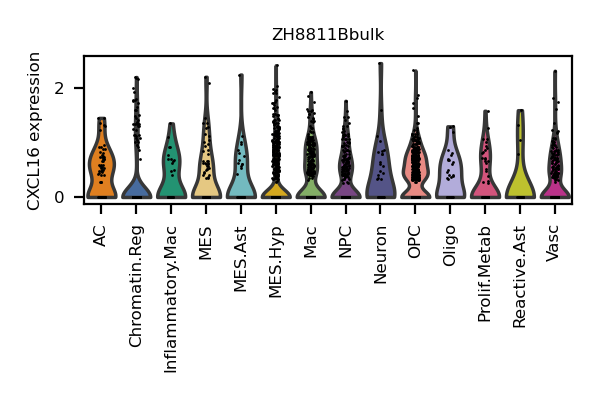 ZH8811Bbulk
CXCL16 expression
2
0
AC
Chromatin.Reg
Inflammatory.Mac
MES
MES.Ast
MES.Hyp
Mac
NPC
Neuron
OPC
Oligo
Prolif.Metab
Reactive.Ast
Vasc